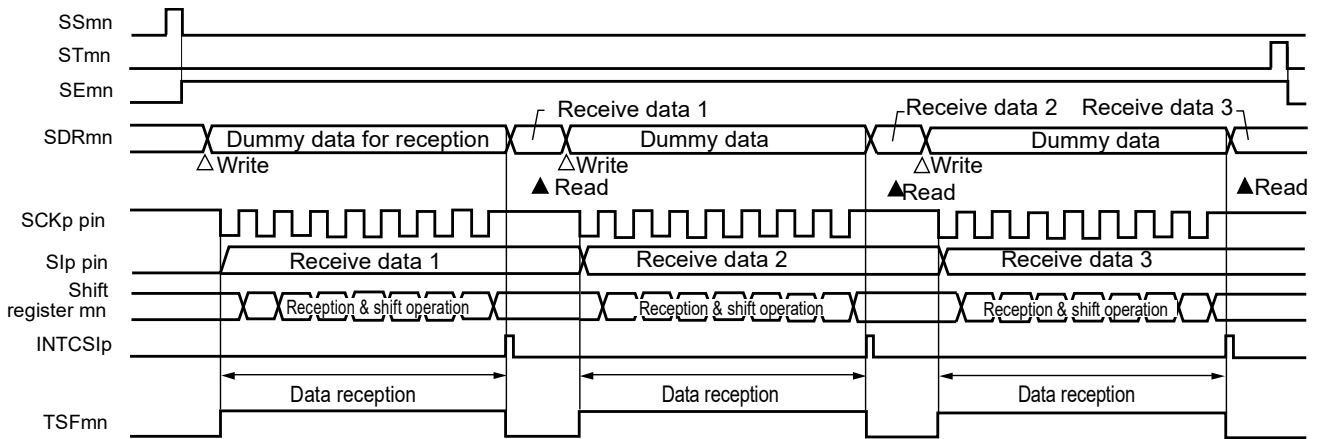 SSmn
STmn
SEmn
Receive data 1
Receive data 2
Receive data 3
SDRmn
Dummy data for reception
Dummy data
Dummy data
△Write
△Write
△Write
▲Read
▲Read
▲Read
SCKp pin
SIp pin
Receive data 1
Receive data 2
Receive data 3
Shift
register mn
Reception & shift operation
Reception & shift operation
Reception & shift operation
INTCSIp
Data reception
Data reception
Data reception
TSFmn